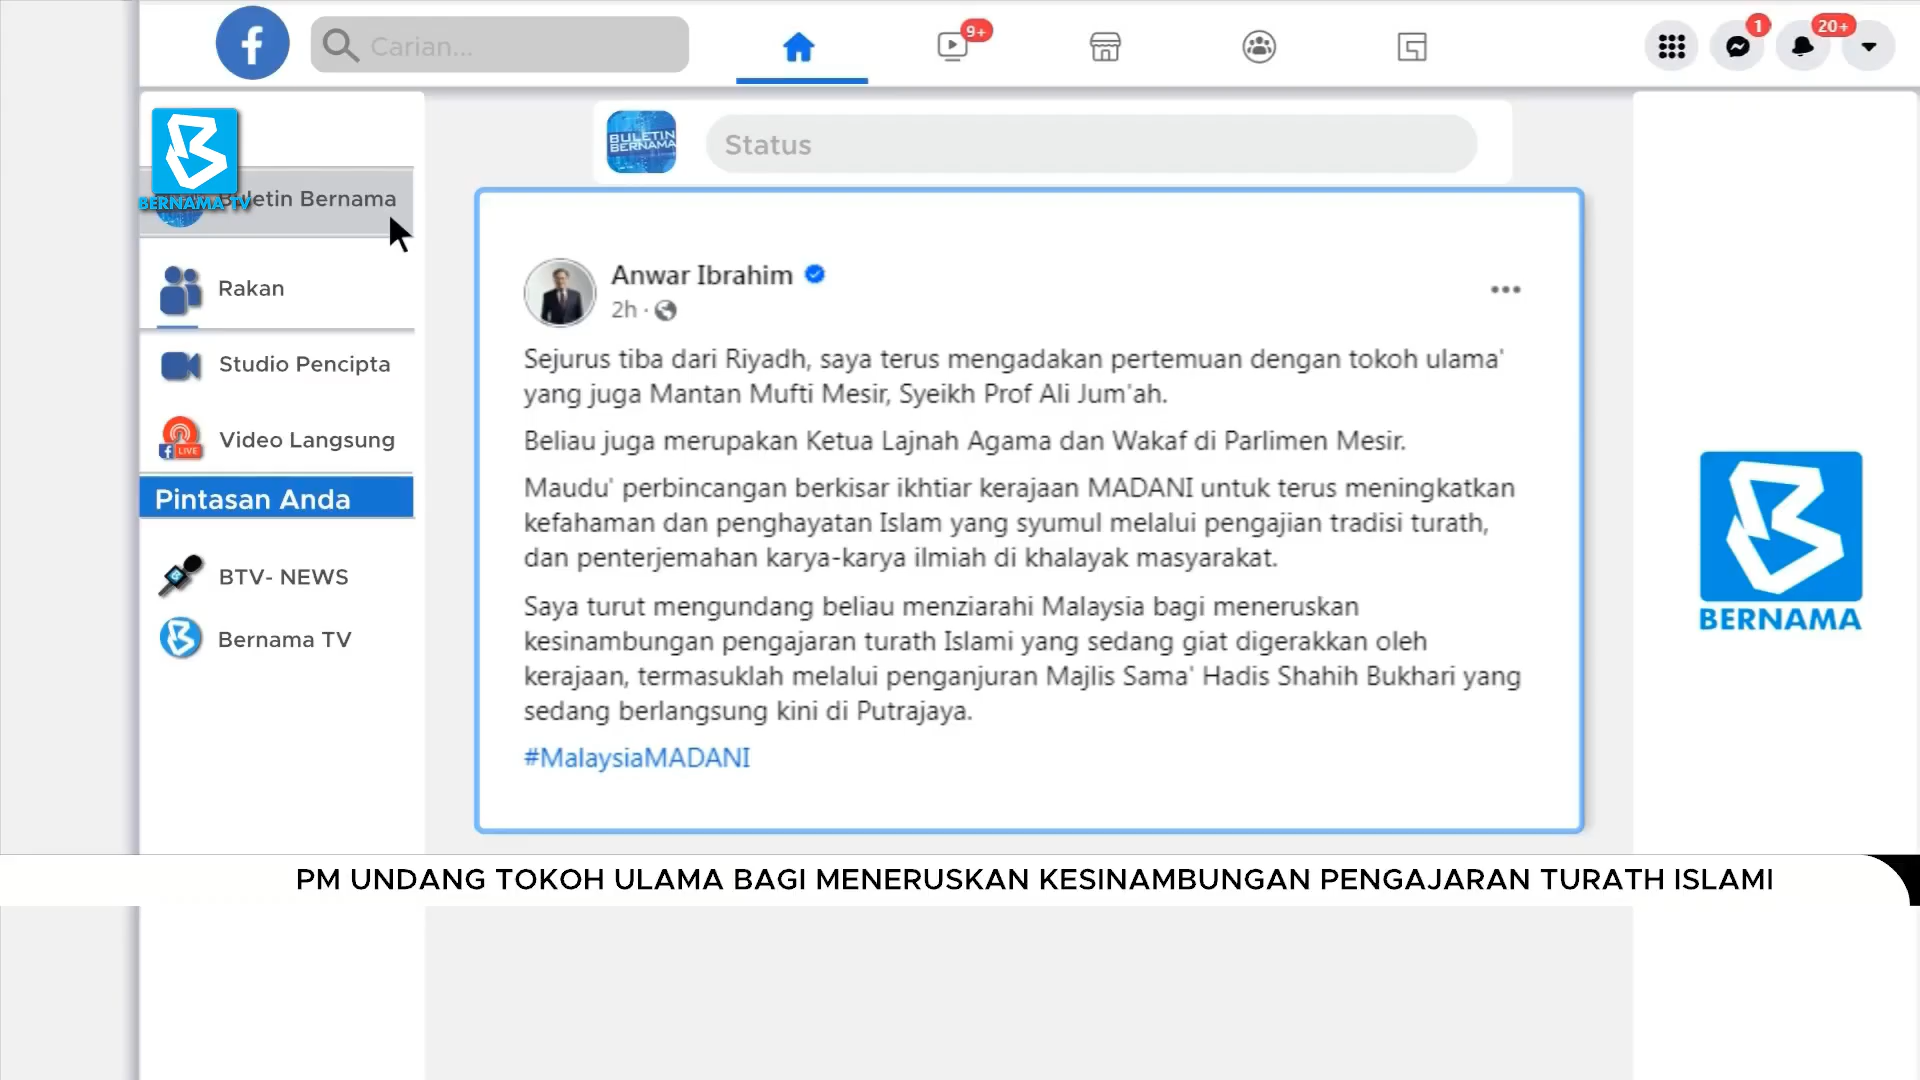 Carian...
9+
1
20+
BERNAMA TV
Buletin Bernama
Rakan
Studio Pencipta
LIVE
Video Langsung
Pintasan Anda
BTV- NEWS
Bernama TV
BULETIN
BERNAMA
Status
Anwar Ibrahim
2h ·
Sejurus tiba dari Riyadh, saya terus mengadakan pertemuan dengan tokoh ulama'
yang juga Mantan Mufti Mesir, Syeikh Prof Ali Jum'ah.
Beliau juga merupakan Ketua Lajnah Agama dan Wakaf di Parlimen Mesir.
Maudu' perbincangan berkisar ikhtiar kerajaan MADANI untuk terus meningkatkan
kefahaman dan penghayatan Islam yang syumul melalui pengajian tradisi turath,
dan penterjemahan karya-karya ilmiah di khalayak masyarakat.
Saya turut mengundang beliau menziarahi Malaysia bagi meneruskan
kesinambungan pengajaran turath Islami yang sedang giat digerakkan oleh
kerajaan, termasuklah melalui penganjuran Majlis Sama' Hadis Shahih Bukhari yang
sedang berlangsung kini di Putrajaya.
#MalaysiaMADANI
BERNAMA
PM UNDANG TOKOH ULAMA BAGI MENERUSKAN KESINAMBUNGAN PENGAJARAN TURATH ISLAMI